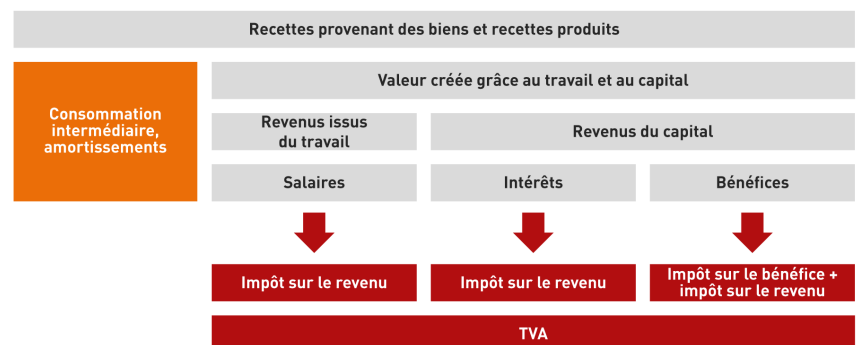 Recettes provenant des biens et recettes produits
Consommation
intermédiaire,
amortissements
Valeur créée grâce au travail et au capital
Revenus issus
du travail
Revenus du capital
Salaires
Intérêts
Bénéfices
Impôt sur le revenu
Impôt sur le revenu
Impôt sur le bénéfice +
impôt sur le revenu
TVA